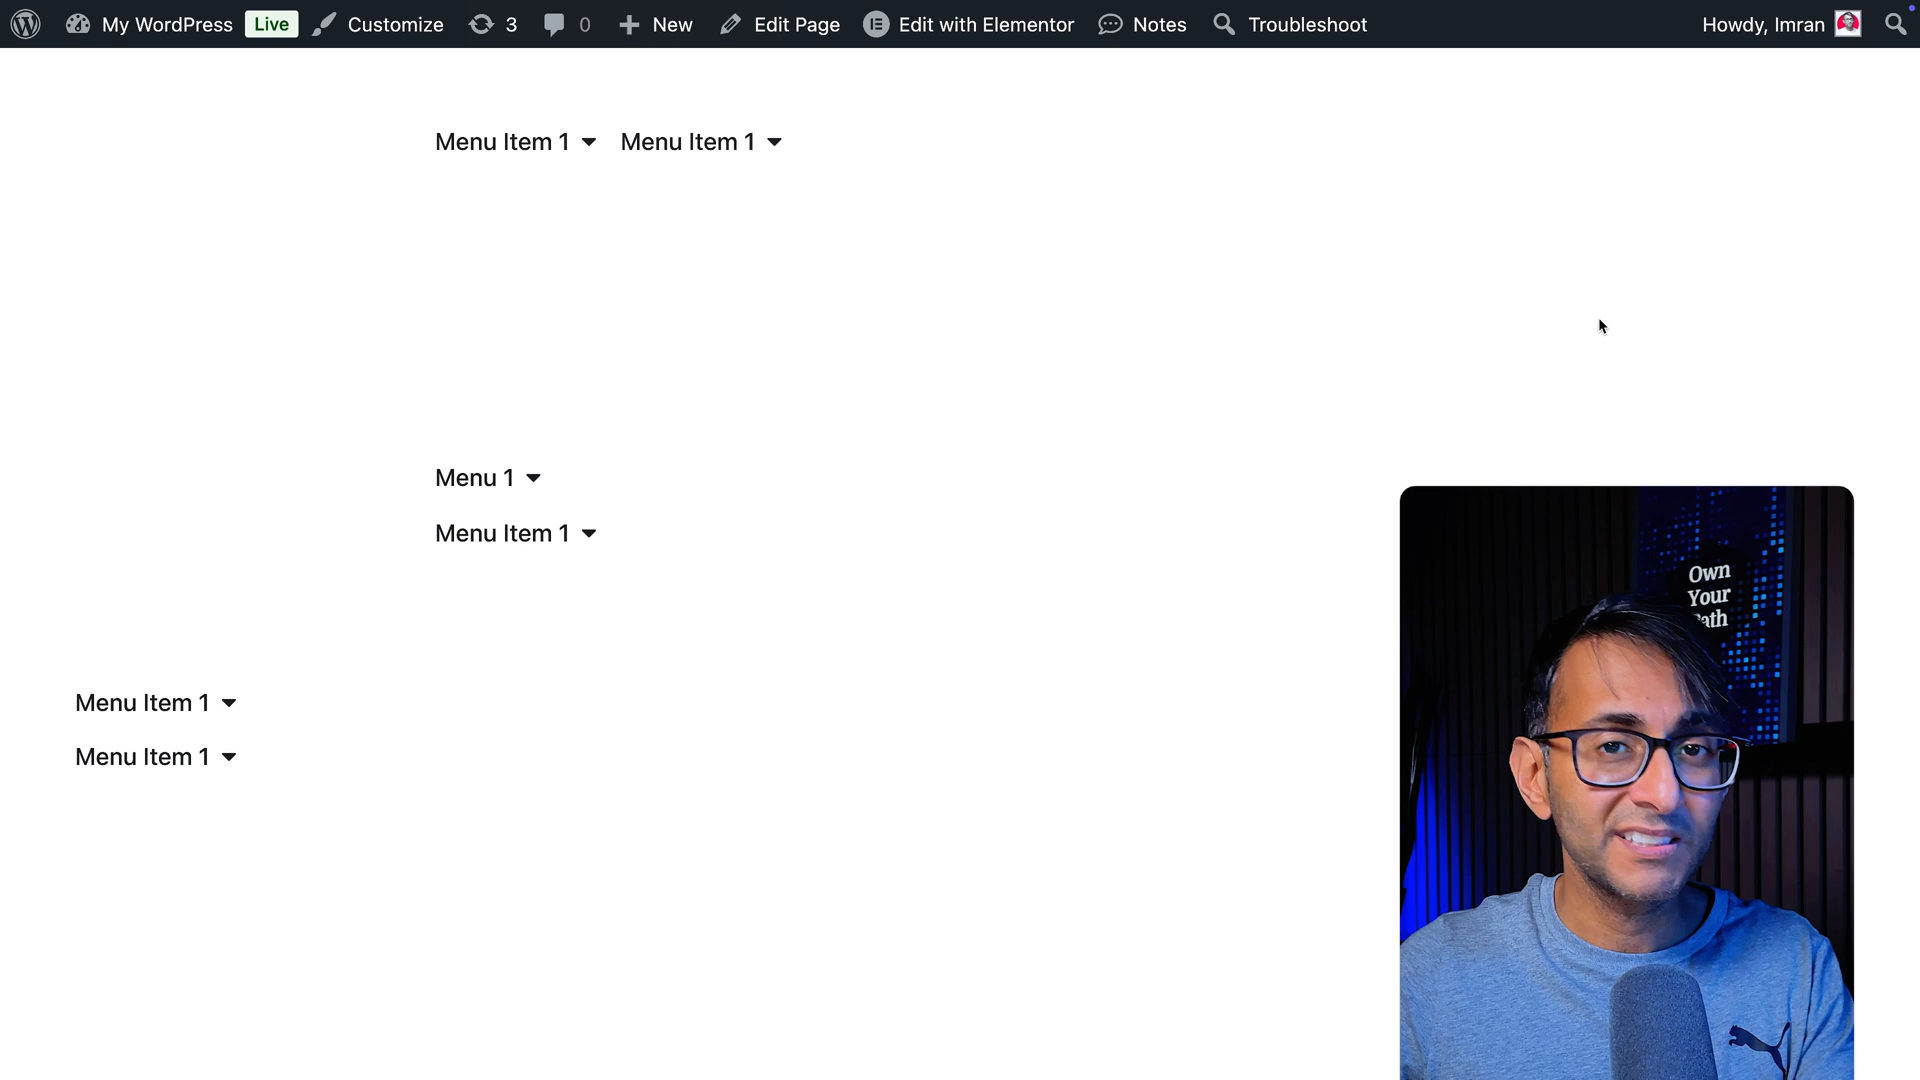 My WordPress Live Customize 3 0 New Edit Page Edit with Elementor Notes Troubleshoot Howdy, Imran
Menu Item 1 Menu Item 1
Menu 1
Menu Item 1
Own
Your
ath
Menu Item 1
Menu Item 1